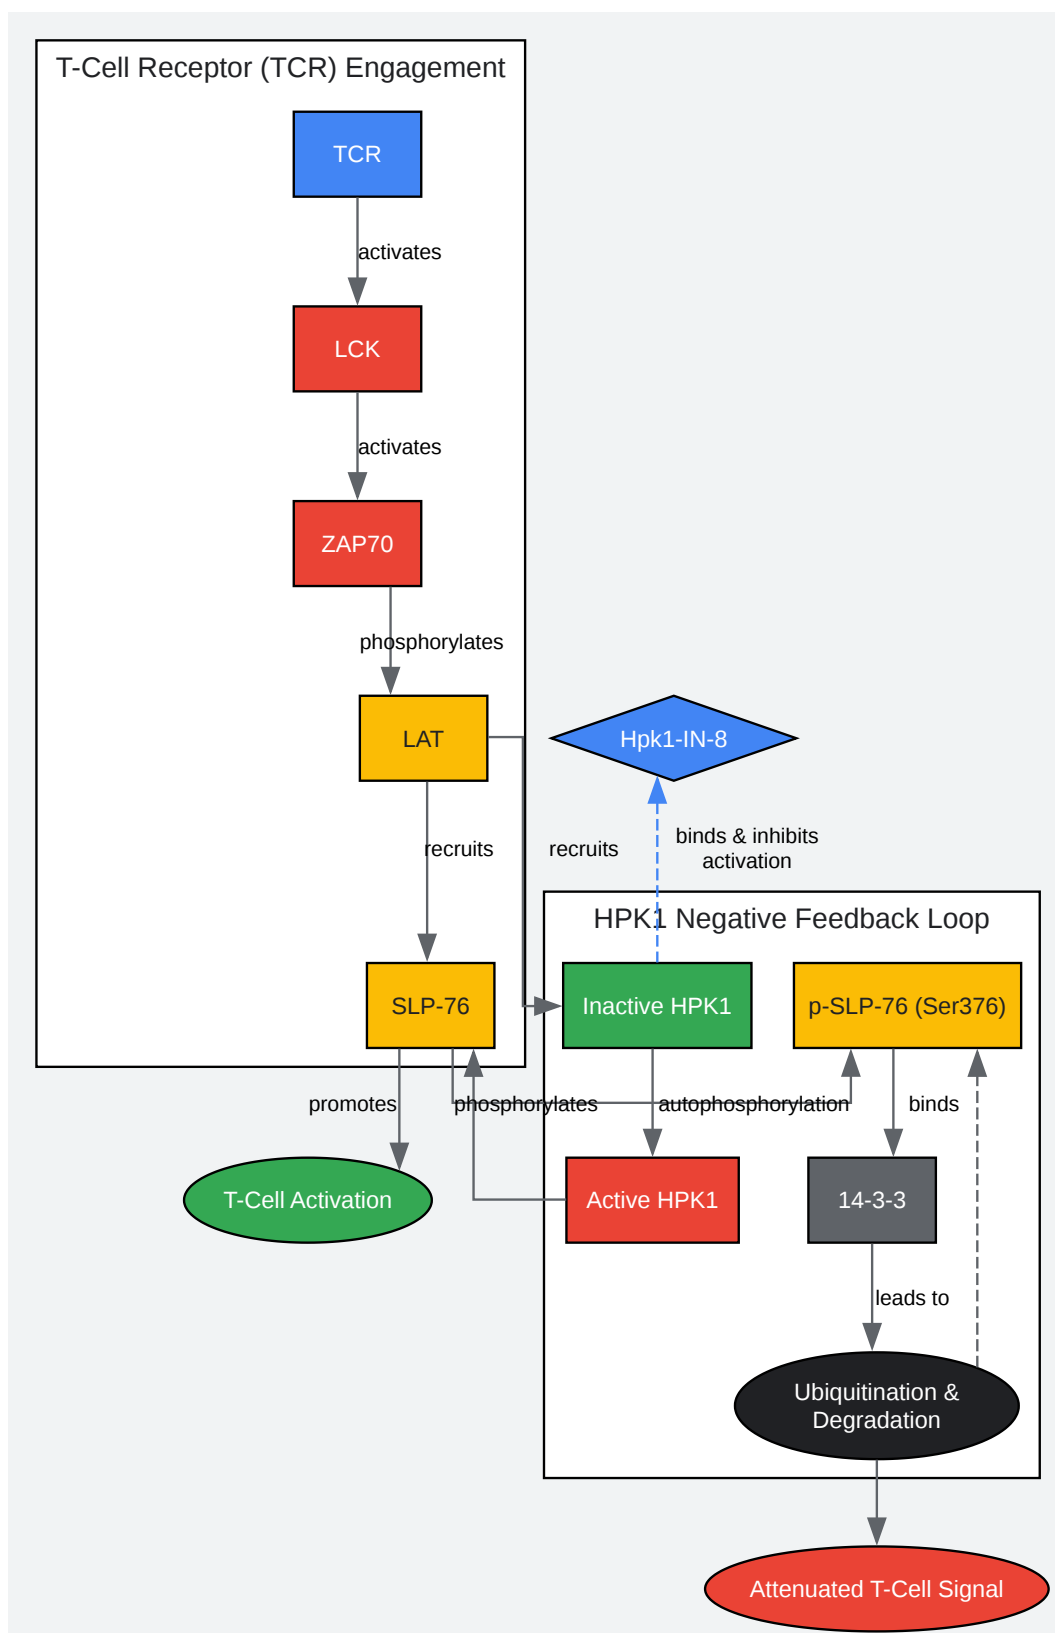 T-Cell Receptor (TCR) Engagement
TCR
activates
LCK
activates
ZAP70
phosphorylates
LAT
Hpk1-IN-8
recruits
recruits
binds & inhibits
activation
HPK1 Negative Feedback Loop
SLP-76
Inactive HPK1
p-SLP-76 (Ser376)
promotes
phosphorylates
autophosphorylation
binds
T-Cell Activation
Active HPK1
14-3-3
leads to
Ubiquitination &
Degradation
Attenuated T-Cell Signal